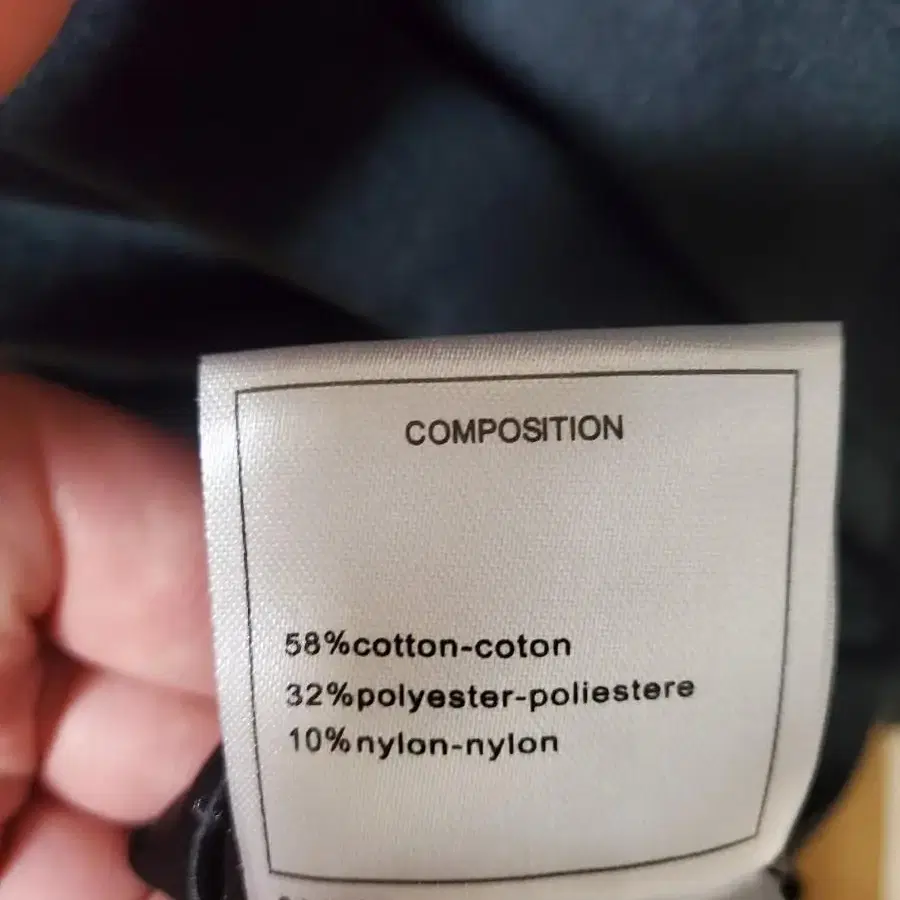 COMPOSITION
58%cotton-coton
32%polyester-poliestere
10%nylon-nylon